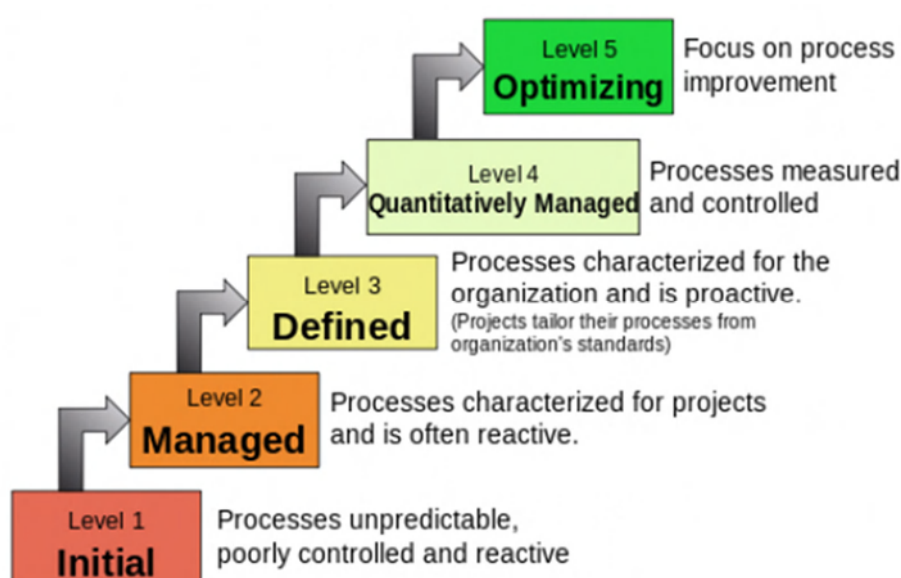 Level 5
Optimizing
Focus on process
improvement
Level 4
Quantitatively Managed
Processes measured
and controlled
Level 3
Defined
Processes characterized for the
organization and is proactive.
(Projects tailor their processes from
organization's standards)
Level 2
Managed
Processes characterized for projects
and is often reactive.
Level 1
Initial
Processes unpredictable,
poorly controlled and reactive